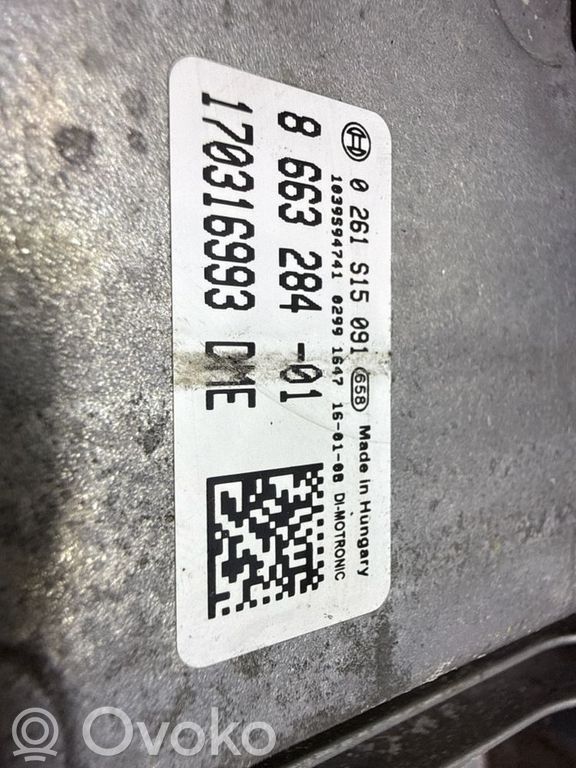 0 261 S15 091 658 Made in Hungary
1039S94741 0299 1647 16-01-08 DI-MOTRONIC
8 663 284 -01
170316993 DME
Ovoko